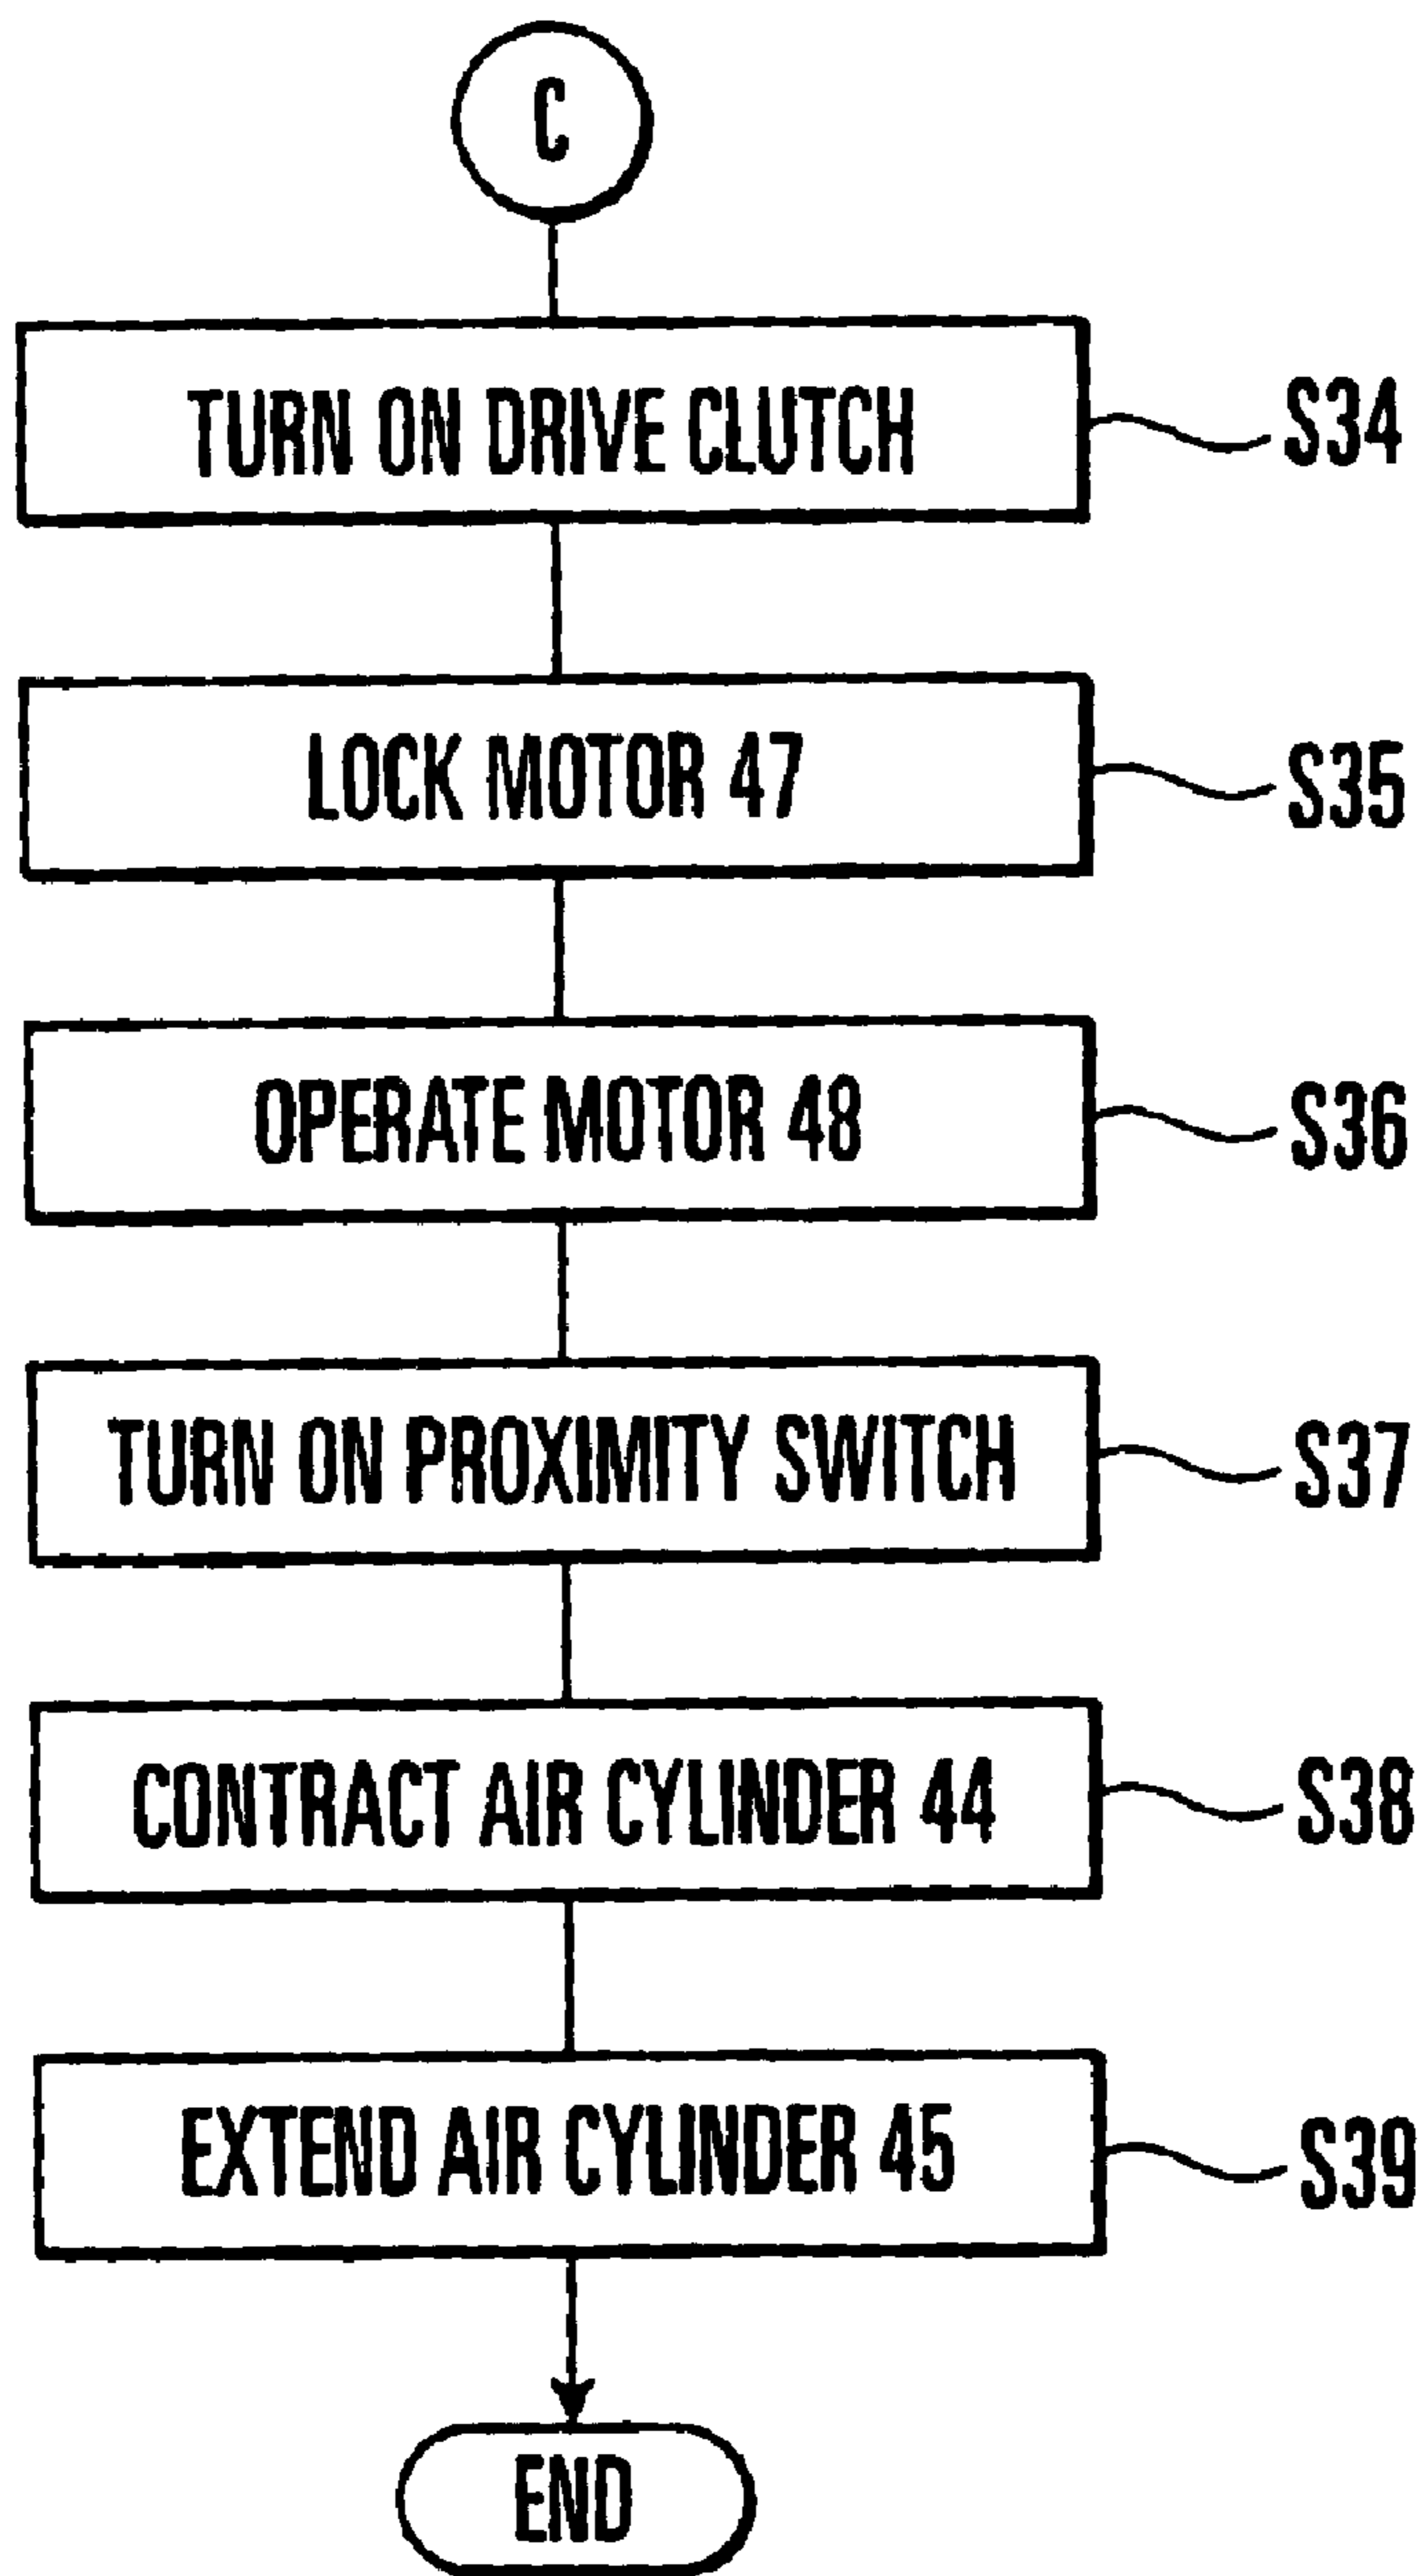 C
TURN ON DRIVE CLUTCH S34
LOCK MOTOR 47 S35
OPERATE MOTOR 48 S36
TURN ON PROXIMITY SWITCH S37
CONTRACT AIR CYLINDER 44 S38
EXTEND AIR CYLINDER 45 S39
END